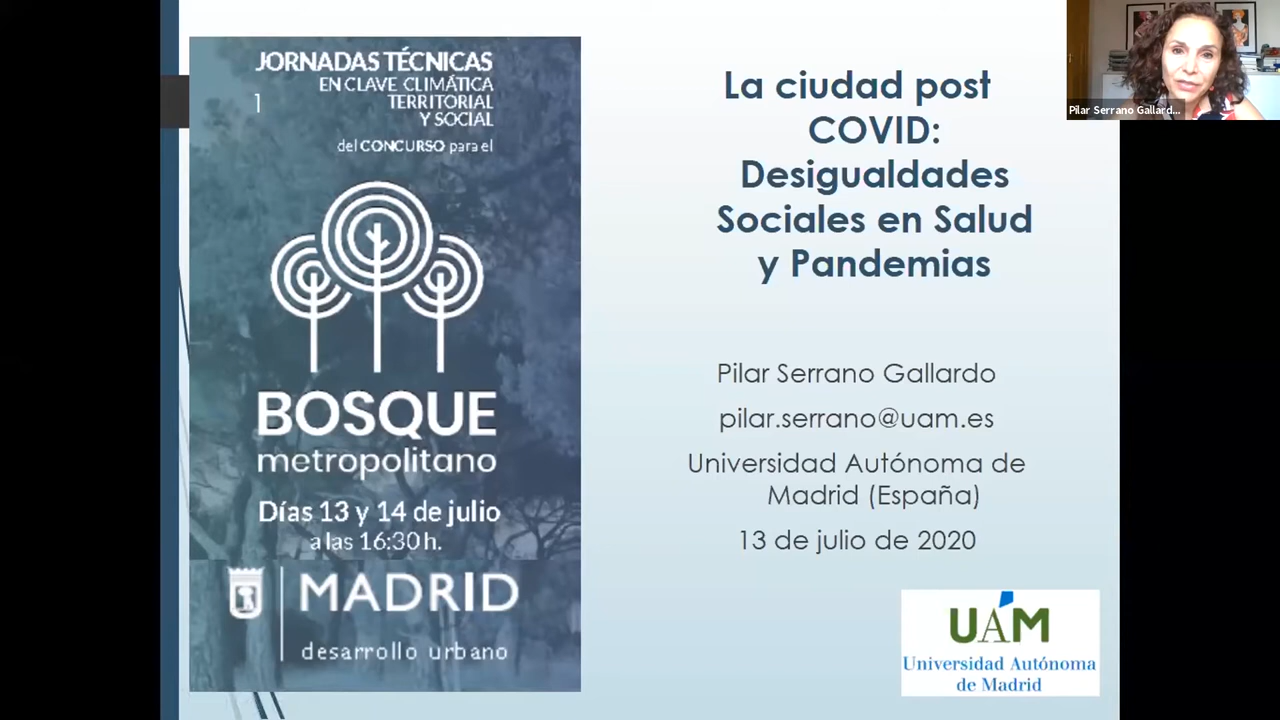 JORNADAS TÉCNICAS
EN CLAVE CLIMÁTICA
TERRITORIAL
Y SOCIAL
1
del CONCURSO para el
BOSQUE
metropolitano
Días 13 y 14 de julio
a las 16:30 h.
MADRID
desarrollo urbano
La ciudad post
COVID:
Desigualdades
Sociales en Salud
y Pandemias
Pilar Serrano Gallardo
pilar.serrano@uam.es
Universidad Autónoma de
Madrid (España)
13 de julio de 2020
UAM
Universidad Autónoma
de Madrid
Pilar Serrano Gallard...